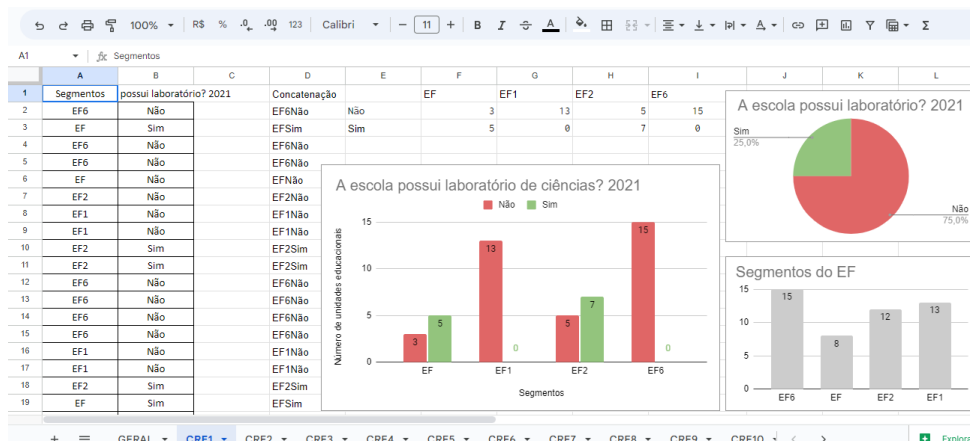 100% R$ % .0 .00 123 Calibri 11 B I A
A1 fx Segmentos
A B C D E F G H I J K L
1 Segmentos possui laboratório? 2021 Concatenação EF EF1 EF2 EF6
2 EF6 Não EF6Não Não 3 13 5 15
3 EF Sim EFSim Sim 5 0 7 0
4 EF6 Não EF6Não
5 EF6 Não EF6Não
6 EF Não EFNão
7 EF2 Não EF2Não
8 EF1 Não EF1Não
9 EF1 Não EF1Não
10 EF2 Sim EF2Sim
11 EF2 Sim EF2Sim
12 EF6 Não EF6Não
13 EF6 Não EF6Não
14 EF6 Não EF6Não
15 EF6 Não EF6Não
16 EF1 Não EF1Não
17 EF1 Não EF1Não
18 EF2 Sim EF2Sim
19 EF Sim EFSim
A escola possui laboratório de ciências? 2021
Não Sim
Número de unidades educacionais
15
10
5
0
3 5 13 0 5 7 15 0
EF EF1 EF2 EF6
Segmentos
A escola possui laboratório? 2021
Sim
25,0%
Não
75,0%
Segmentos do EF
15
10
5
0
15 8 12 13
EF6 EF EF2 EF1
GERAL CRE1 CRE2 CRE3 CRE4 CRE5 CRE6 CRE7 CRE8 CRE9 CRE10 Explora